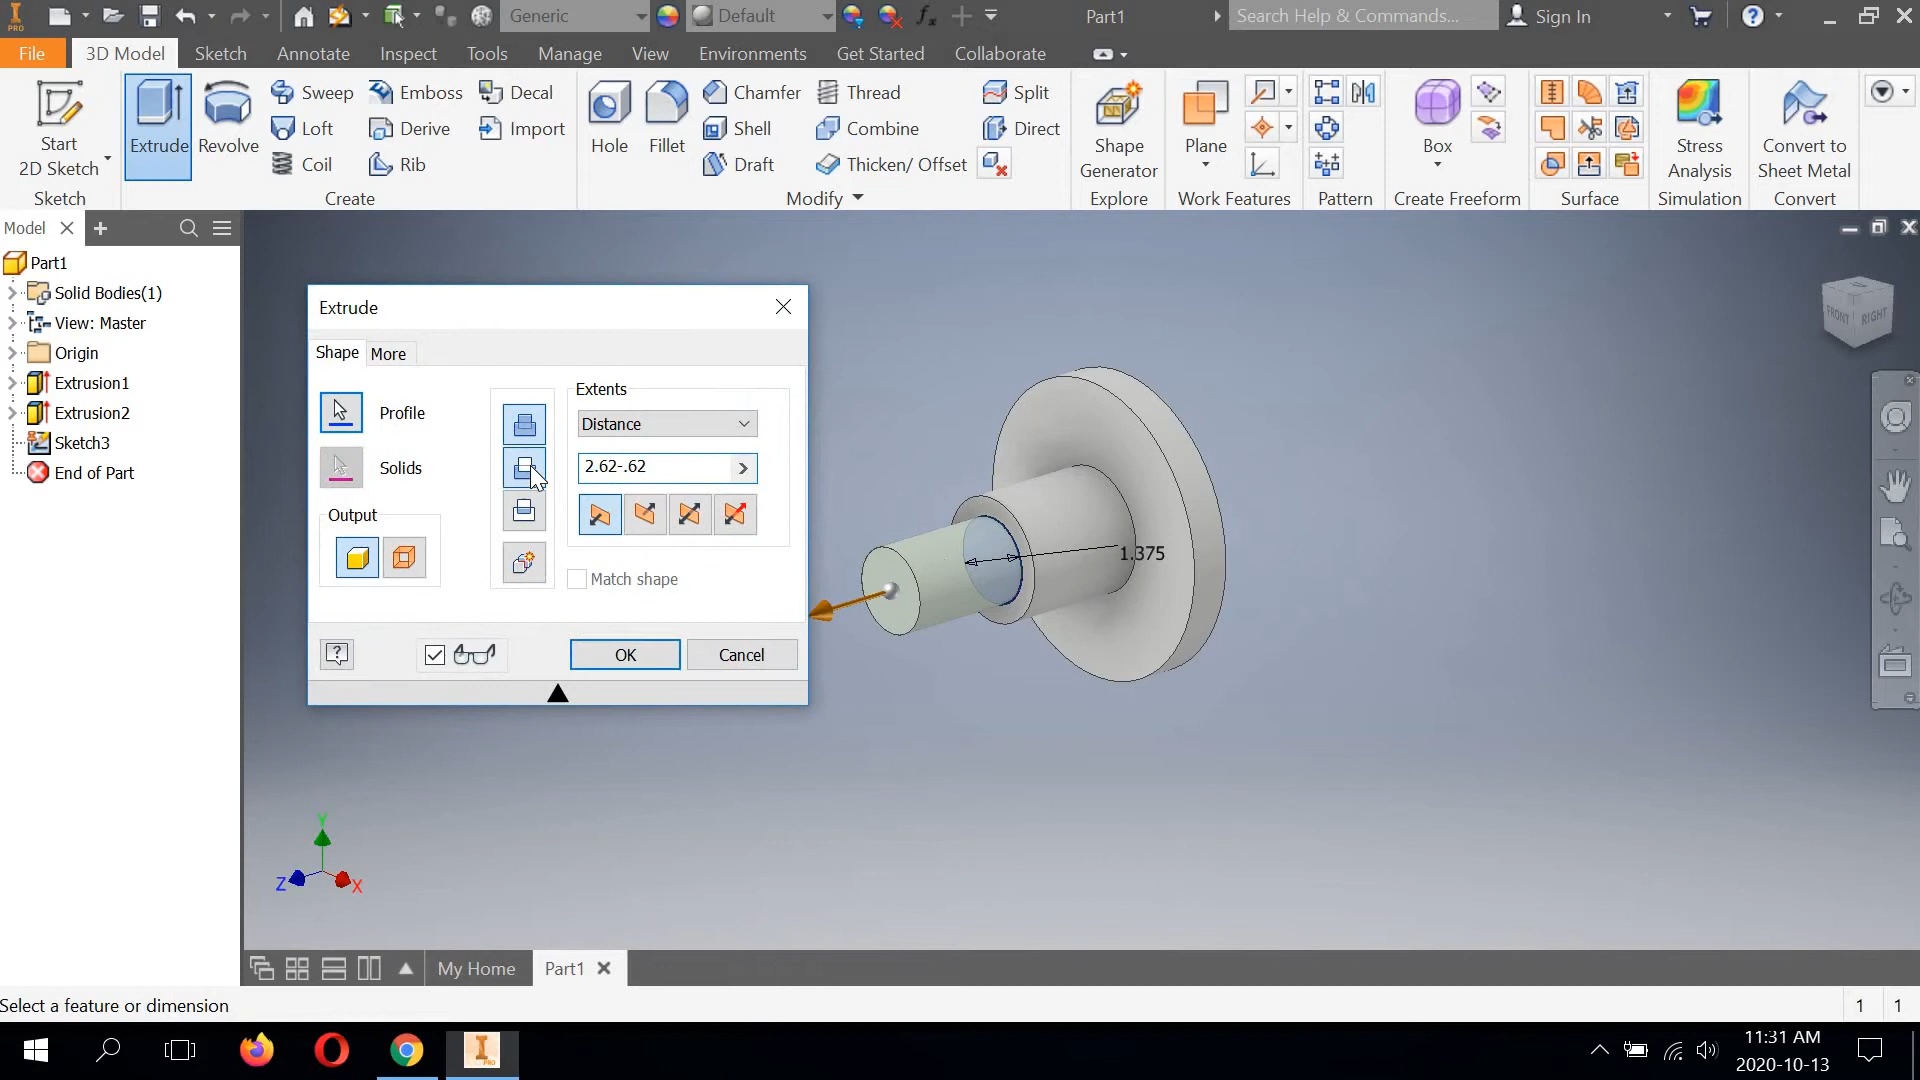 PRO
Generic
Default
fx
Part1
Search Help & Commands...
Sign In
File
3D Model
Sketch
Annotate
Inspect
Tools
Manage
View
Environments
Get Started
Collaborate
Start
2D Sketch
Extrude
Revolve
Sweep
Loft
Coil
Emboss
Derive
Rib
Decal
Import
Hole
Fillet
Chamfer
Shell
Draft
Thread
Combine
Thicken/ Offset
Split
Direct
Shape
Generator
Plane
Box
Stress
Analysis
Convert to
Sheet Metal
Sketch
Create
Modify
Explore
Work Features
Pattern
Create Freeform
Surface
Simulation
Convert
Model
Part1
Solid Bodies(1)
View: Master
Origin
Extrusion1
Extrusion2
Sketch3
End of Part
Extrude
Shape
More
Profile
Solids
Output
Extents
Distance
2.62-.62
Match shape
OK
Cancel
1.375
FRONT
RIGHT
Y
Z
X
My Home
Part1
Select a feature or dimension
1
1
11:31 AM
2020-10-13